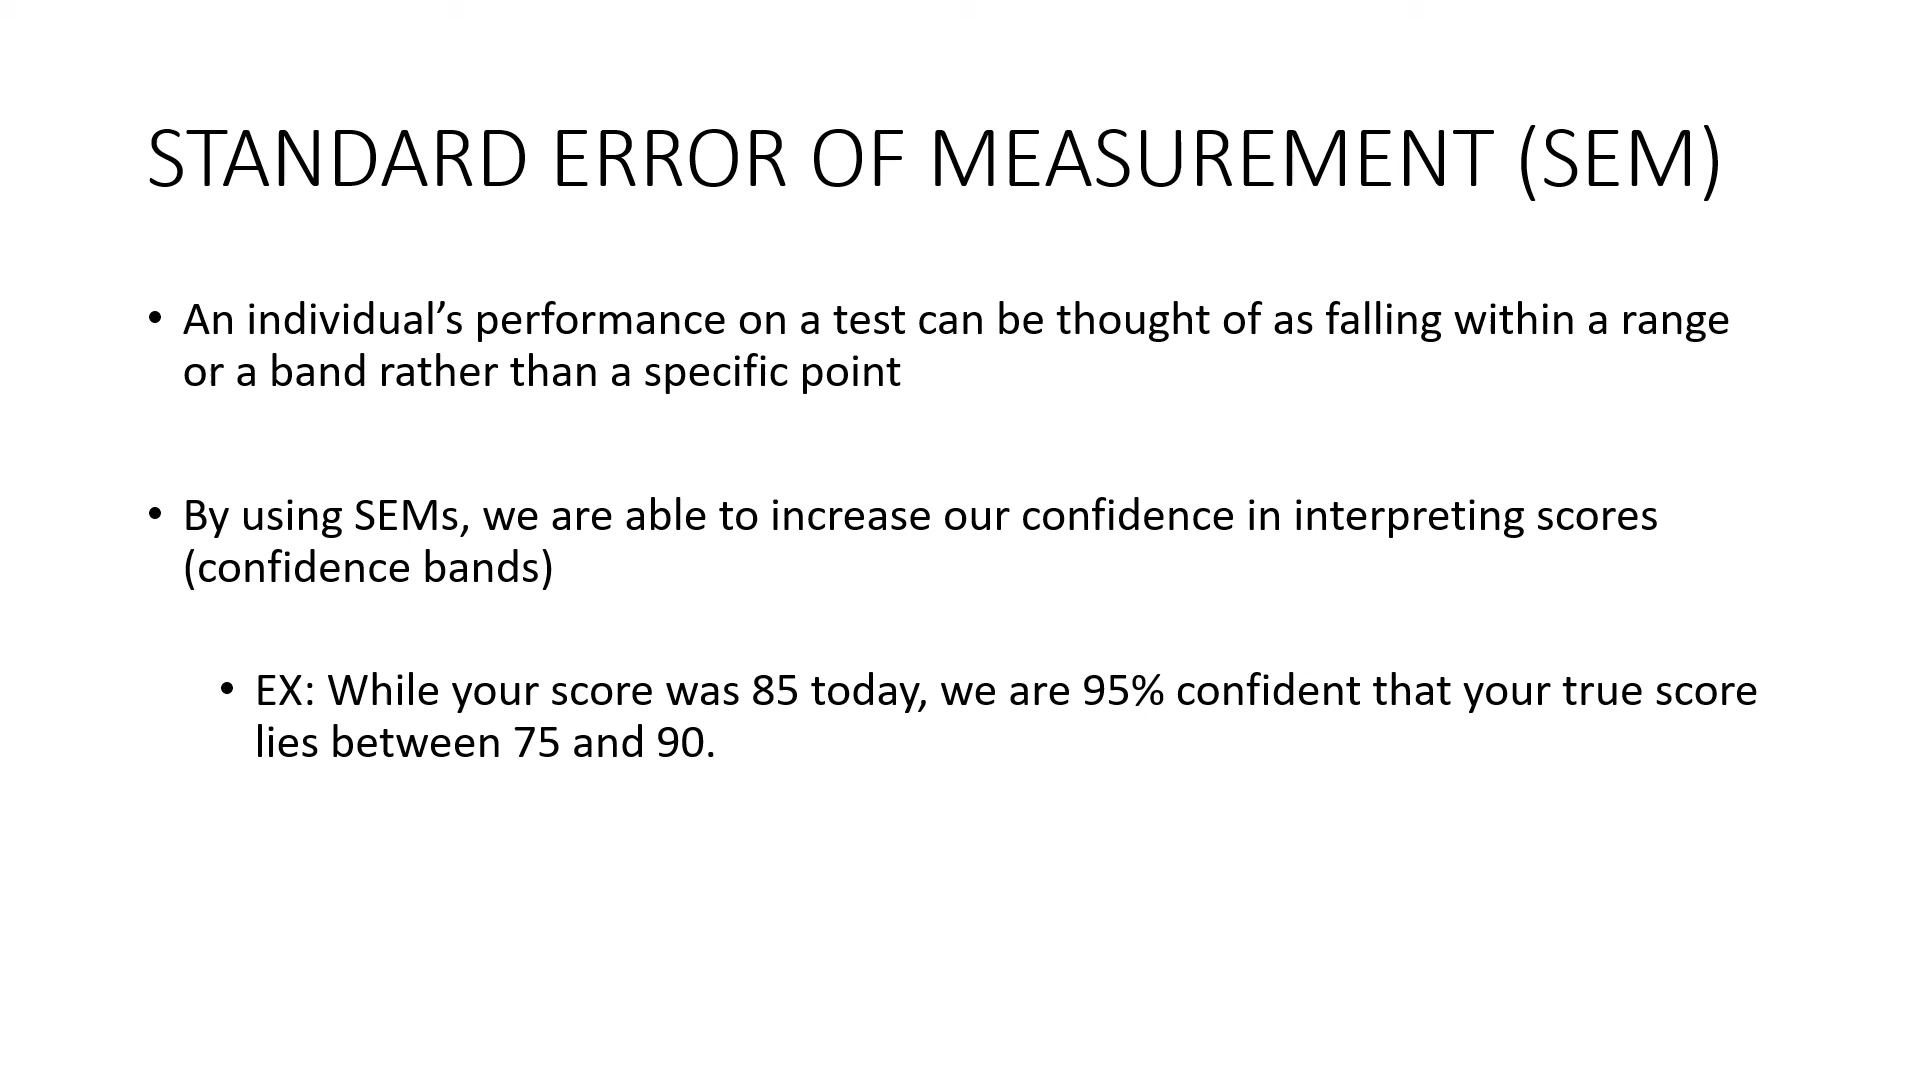 STANDARD ERROR OF MEASUREMENT (SEM)
• An individual’s performance on a test can be thought of as falling within a range
or a band rather than a specific point
• By using SEMs, we are able to increase our confidence in interpreting scores
(confidence bands)
• EX: While your score was 85 today, we are 95% confident that your true score
lies between 75 and 90.